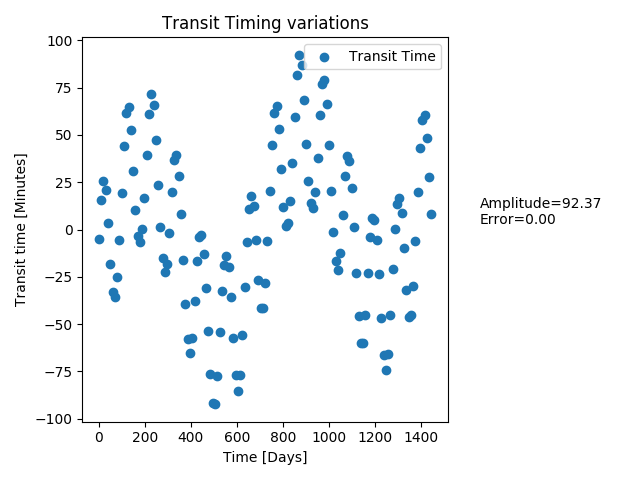 Transit Timing variations
100
75
50
25
0
−25
−50
−75
−100
Transit time [Minutes]
Transit Time
0
200
400
600
800
1000
1200
1400
Time [Days]
Amplitude=92.37
Error=0.00